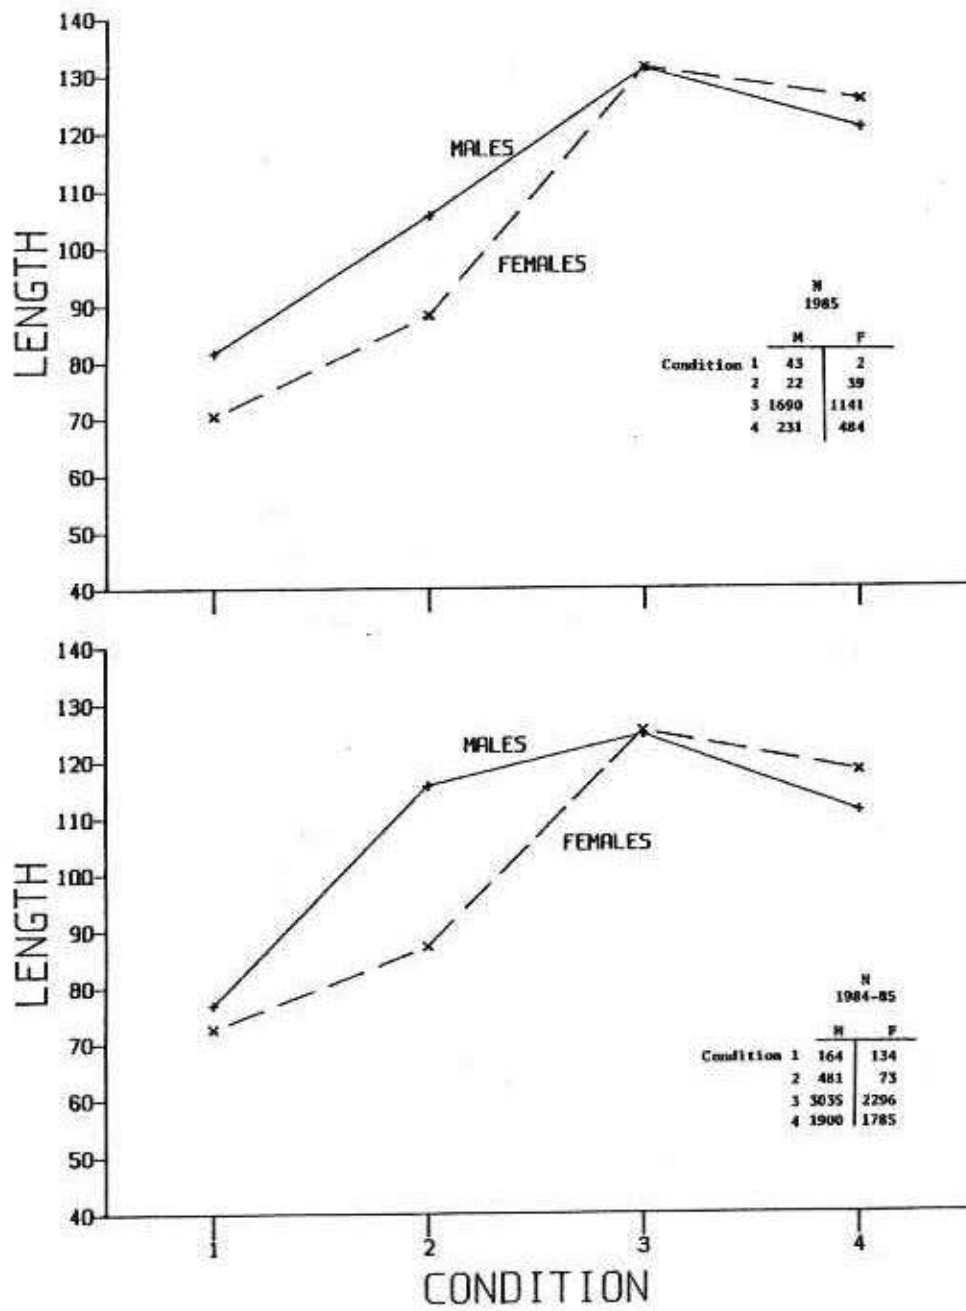 140
130
120
110
100
90
80
70
60
50
40
LENGTH
MALES
FEMALES
N
1985
M F
Condition 1 43 2
2 22 39
3 1690 1141
4 231 484
140
130
120
110
100
90
80
70
60
50
40
LENGTH
MALES
FEMALES
N
1984-85
M F
Condition 1 164 134
2 481 73
3 3035 2296
4 1900 1785
1 2 3 4
CONDITION